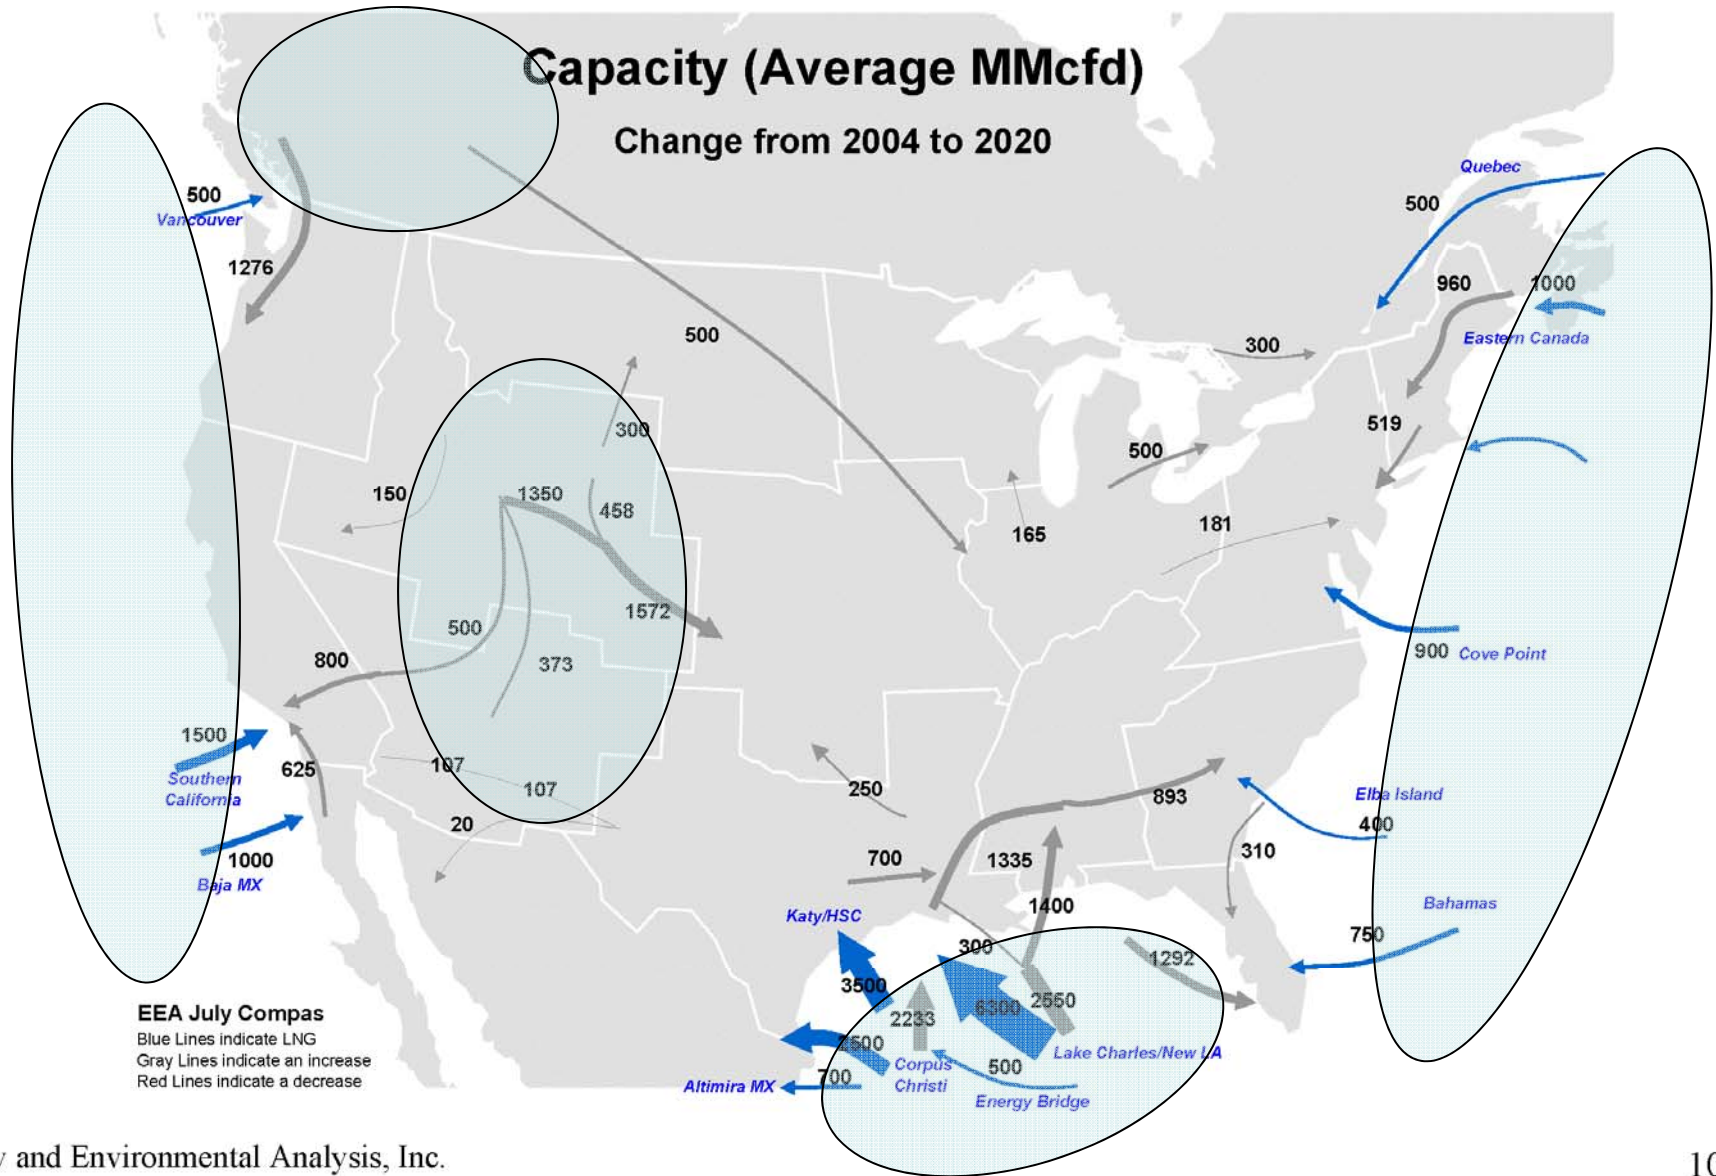 Capacity (Average MMcfd)
Change from 2004 to 2020
Quebec
500
Vancouver
500
1276
960
1000
Eastern Canada
500
300
519
300
500
150
1350
458
165
181
1572
500
373
800
900 Cove Point
1500
Southern
California
625
107
107
250
893
Elba Island
400
20
1000
Baja MX
700
1335
310
1400
Bahamas
Katy/HSC
750
300
1292
3500
2233
6300
2550
2500
Lake Charles/New LA
Corpus
Christi
500
700
Altimira MX
Energy Bridge
EEA July Compas
Blue Lines indicate LNG
Gray Lines indicate an increase
Red Lines indicate a decrease
y and Environmental Analysis, Inc.
10